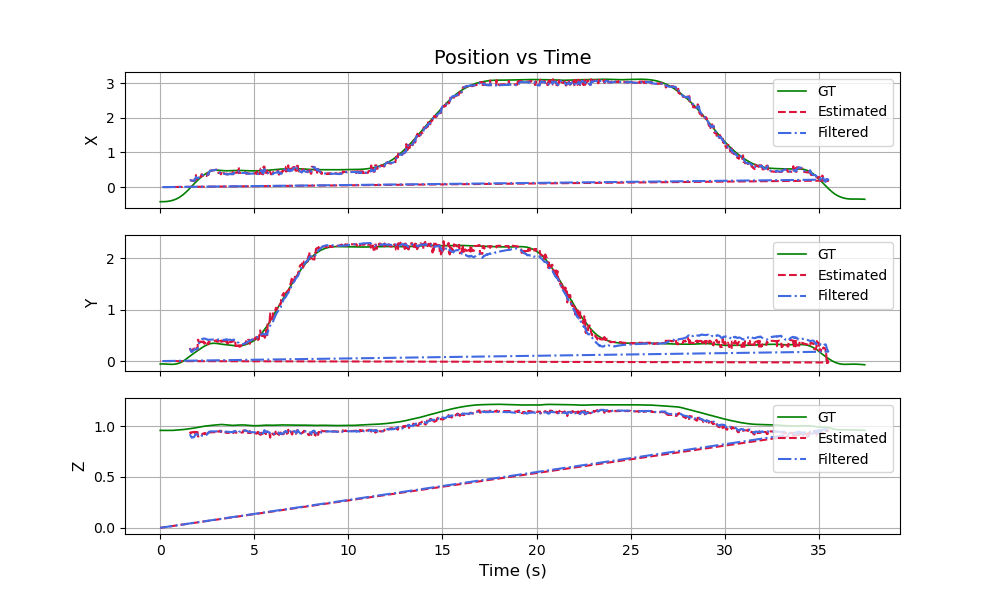 Position vs Time
3
2
1
0
X
GT
Estimated
Filtered
2
1
0
Y
GT
Estimated
Filtered
1.0
0.5
0.0
Z
GT
Estimated
Filtered
0 5 10 15 20 25 30 35
Time (s)